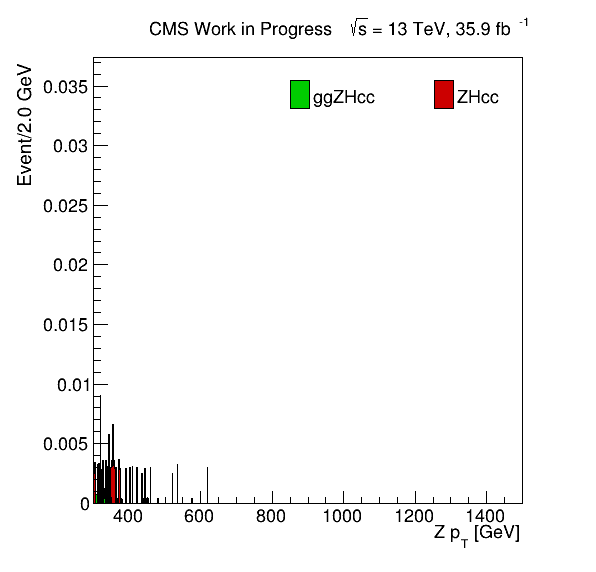 CMS Work in Progress √s = 13 TeV, 35.9 fb -1
Event/2.0 GeV
ggZHcc ZHcc
0.035
0.03
0.025
0.02
0.015
0.01
0.005
0
400 600 800 1000 1200 1400
Z pT [GeV]